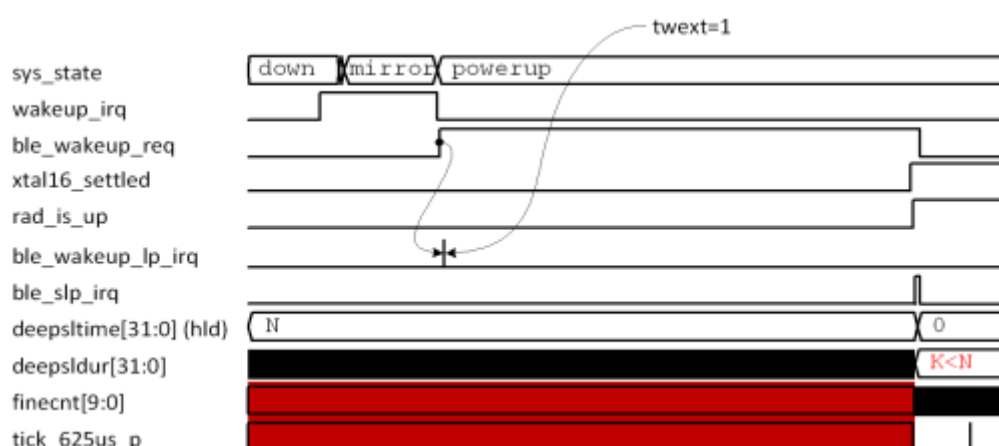 twext=1
sys_state down mirror powerup
wakeup_irq
ble_wakeup_req
xtal16_settled
rad_is_up
ble_wakeup_lp_irq
ble_slp_irq
deepsltime[31:0] (hld) N 0
deepsldur[31:0] K<N
finecnt[9:0]
tick_625us_p